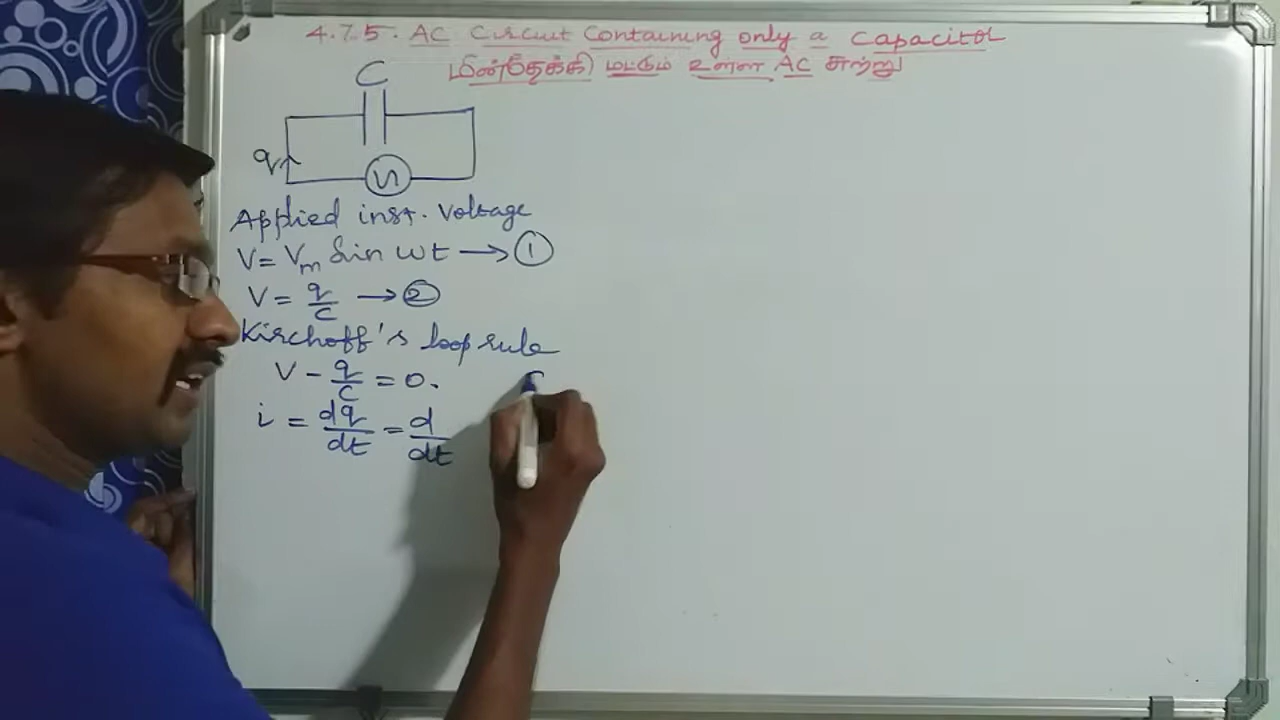 4.7.5. AC Circuit Containing only a Capacitor
மின்தேக்கி மட்டும் உள்ள AC சுற்று
C
q
Applied inst. Voltage
V = Vm Sin ωt → ①
V = q/C → ②
Kirchoff's loop rule
V - q/C = 0.
i = dq/dt = d/dt